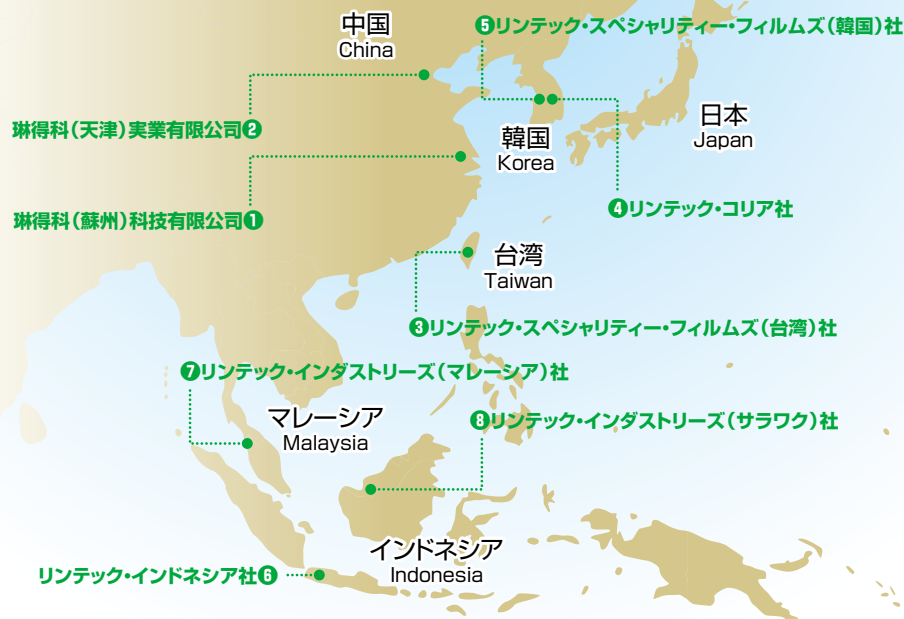 中国
China
❺リンテック・スペシャリティー・フィルムズ（韓国）社
琳得科（天津）実業有限公司❷
日本
Japan
韓国
Korea
琳得科（蘇州）科技有限公司❶
❹リンテック・コリア社
台湾
Taiwan
❸リンテック・スペシャリティー・フィルムズ（台湾）社
❼リンテック・インダストリーズ（マレーシア）社
マレーシア
Malaysia
❽リンテック・インダストリーズ（サラワク）社
インドネシア
Indonesia
リンテック・インドネシア社❻